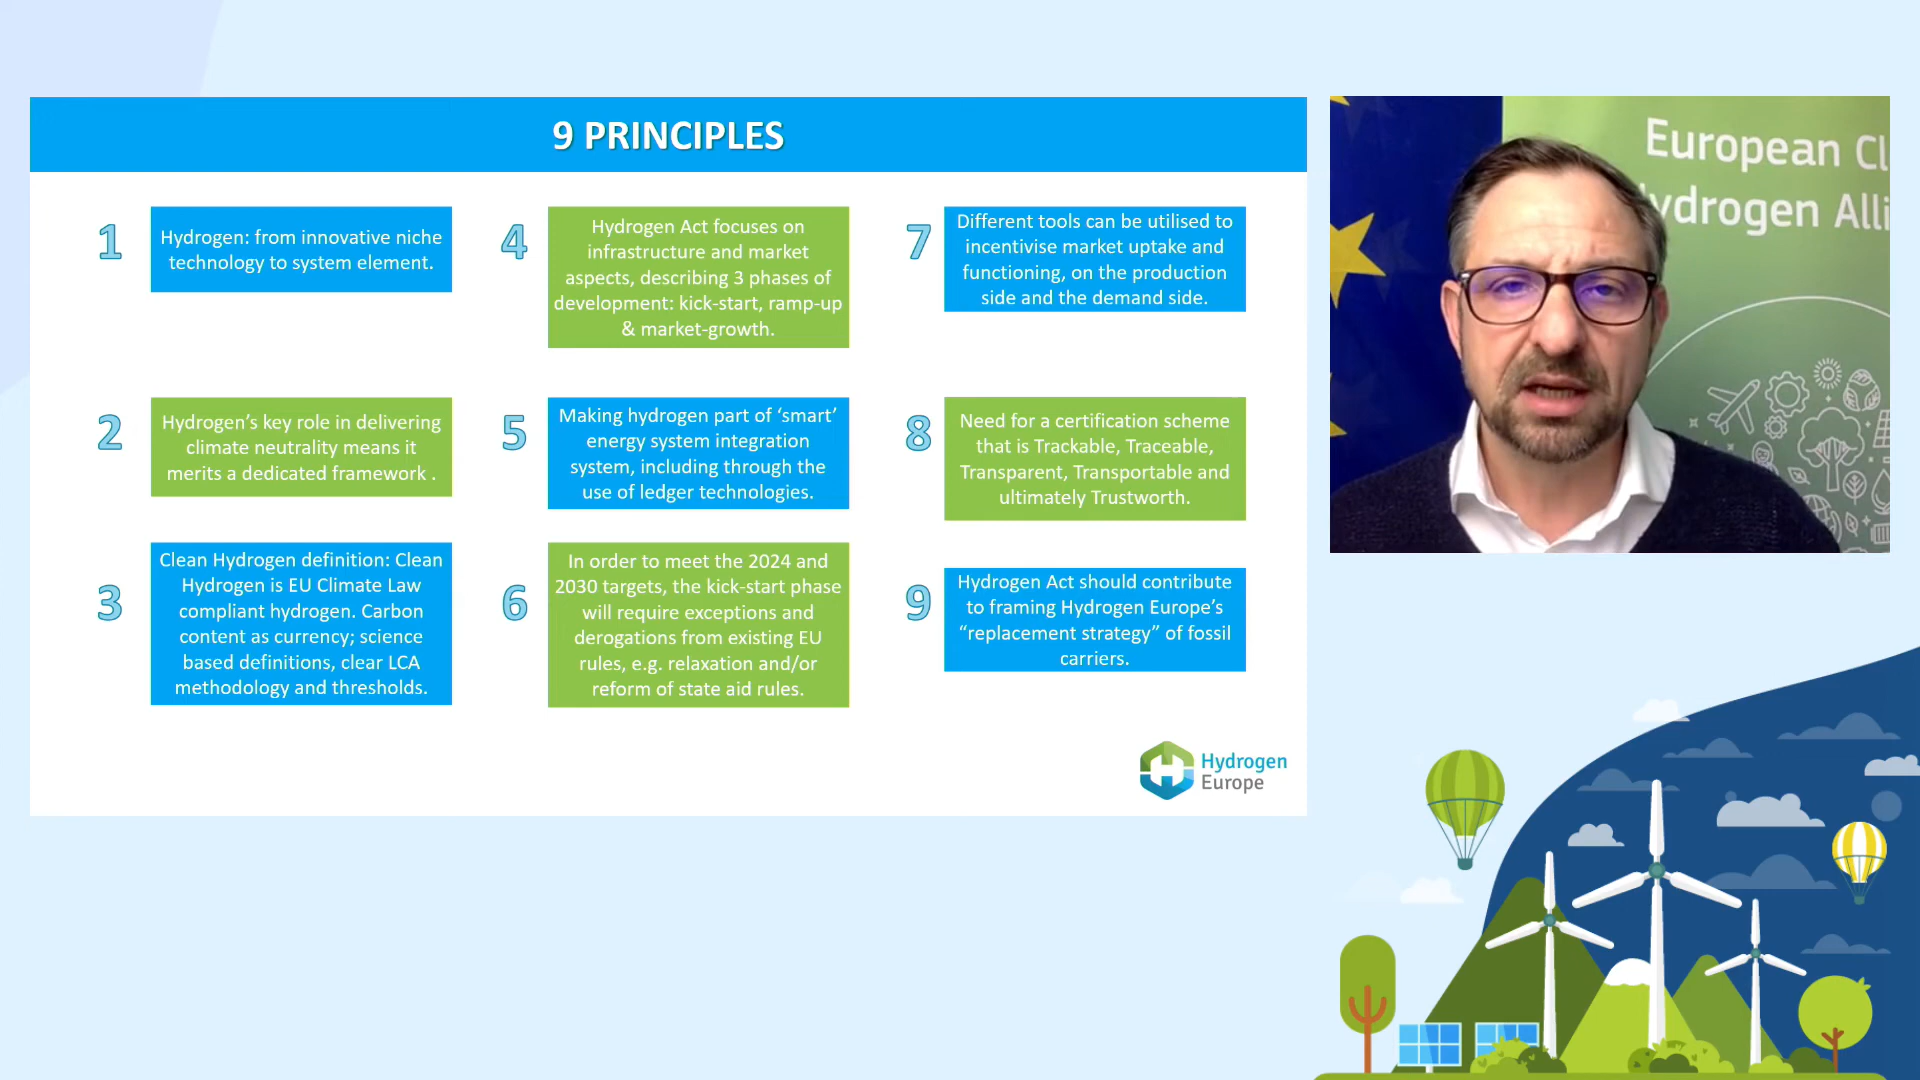 9 PRINCIPLES
1
Hydrogen: from innovative niche
technology to system element.
2
Hydrogen's key role in delivering
climate neutrality means it
merits a dedicated framework .
3
Clean Hydrogen definition: Clean
Hydrogen is EU Climate Law
compliant hydrogen. Carbon
content as currency; science
based definitions, clear LCA
methodology and thresholds.
4
Hydrogen Act focuses on
infrastructure and market
aspects, describing 3 phases of
development: kick-start, ramp-up
& market-growth.
5
Making hydrogen part of ‘smart’
energy system integration
system, including through the
use of ledger technologies.
6
In order to meet the 2024 and
2030 targets, the kick-start phase
will require exceptions and
derogations from existing EU
rules, e.g. relaxation and/or
reform of state aid rules.
7
Different tools can be utilised to
incentivise market uptake and
functioning, on the production
side and the demand side.
8
Need for a certification scheme
that is Trackable, Traceable,
Transparent, Transportable and
ultimately Trustworth.
9
Hydrogen Act should contribute
to framing Hydrogen Europe's
“replacement strategy” of fossil
carriers.
Hydrogen
Europe
European Cl
ydrogen Alli